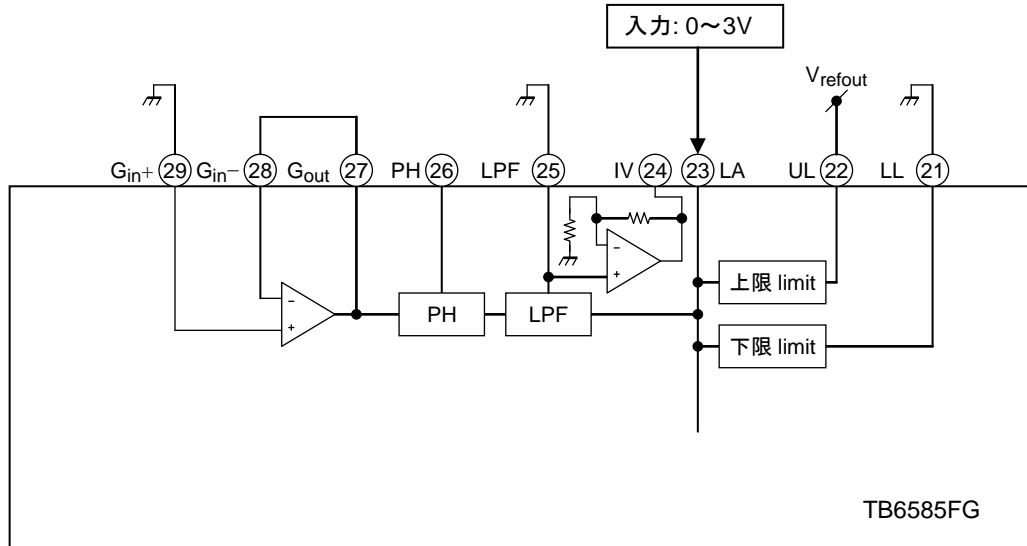 入力: 0～3V
Vrefout
Gin+ 29 Gin− 28 Gout 27 PH 26 LPF 25 IV 24 23 LA UL 22 LL 21
−
+
−
+
PH
LPF
上限 limit
下限 limit
TB6585FG